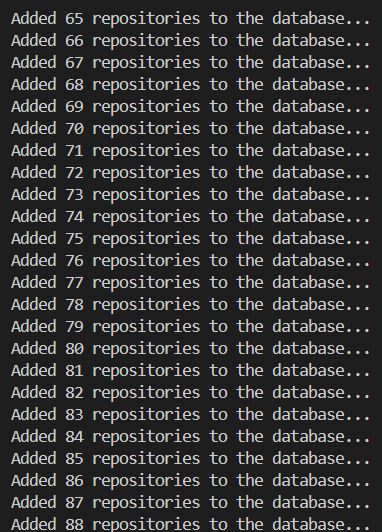 Added 65 repositories to the database...
Added 66 repositories to the database...
Added 67 repositories to the database...
Added 68 repositories to the database...
Added 69 repositories to the database...
Added 70 repositories to the database...
Added 71 repositories to the database...
Added 72 repositories to the database...
Added 73 repositories to the database...
Added 74 repositories to the database...
Added 75 repositories to the database...
Added 76 repositories to the database...
Added 77 repositories to the database...
Added 78 repositories to the database...
Added 79 repositories to the database...
Added 80 repositories to the database...
Added 81 repositories to the database...
Added 82 repositories to the database...
Added 83 repositories to the database...
Added 84 repositories to the database...
Added 85 repositories to the database...
Added 86 repositories to the database...
Added 87 repositories to the database...
Added 88 repositories to the database...